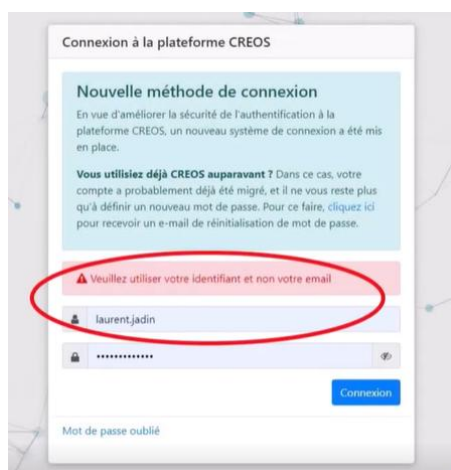 Connexion à la plateforme CREOS
Nouvelle méthode de connexion
En vue d'améliorer la sécurité de l'authentification à la
plateforme CREOS, un nouveau système de connexion a été mis
en place.
Vous utilisiez déjà CREOS auparavant ? Dans ce cas, votre
compte a probablement déjà été migré, et il ne vous reste plus
qu'à définir un nouveau mot de passe. Pour ce faire, cliquez ici
pour recevoir un e-mail de réinitialisation de mot de passe.
Veuillez utiliser votre identifiant et non votre email
laurent.jadin
•••••••••••••
Connexion
Mot de passe oublié